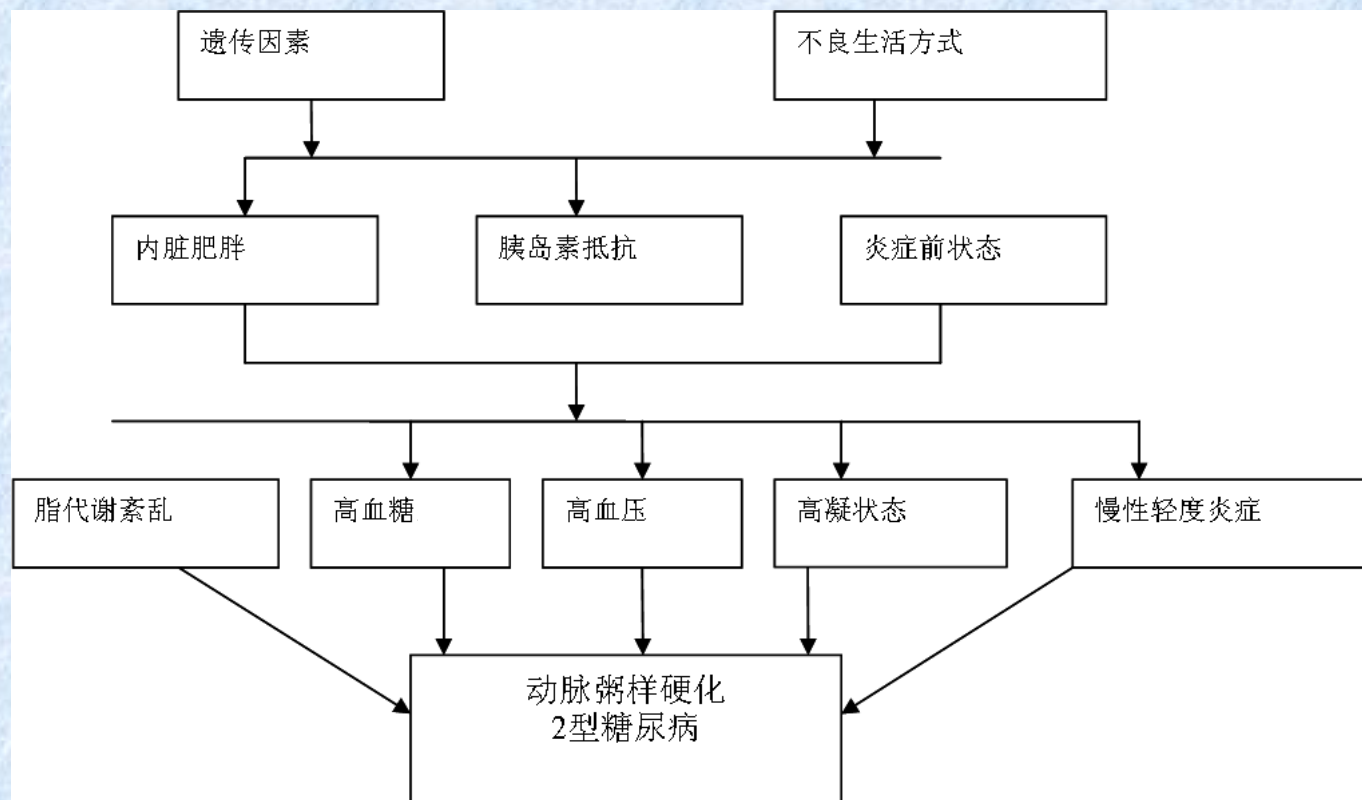 遗传因素
不良生活方式
内脏肥胖
胰岛素抵抗
炎症前状态
脂代谢紊乱
高血糖
高血压
高凝状态
慢性轻度炎症
动脉粥样硬化
2型糖尿病